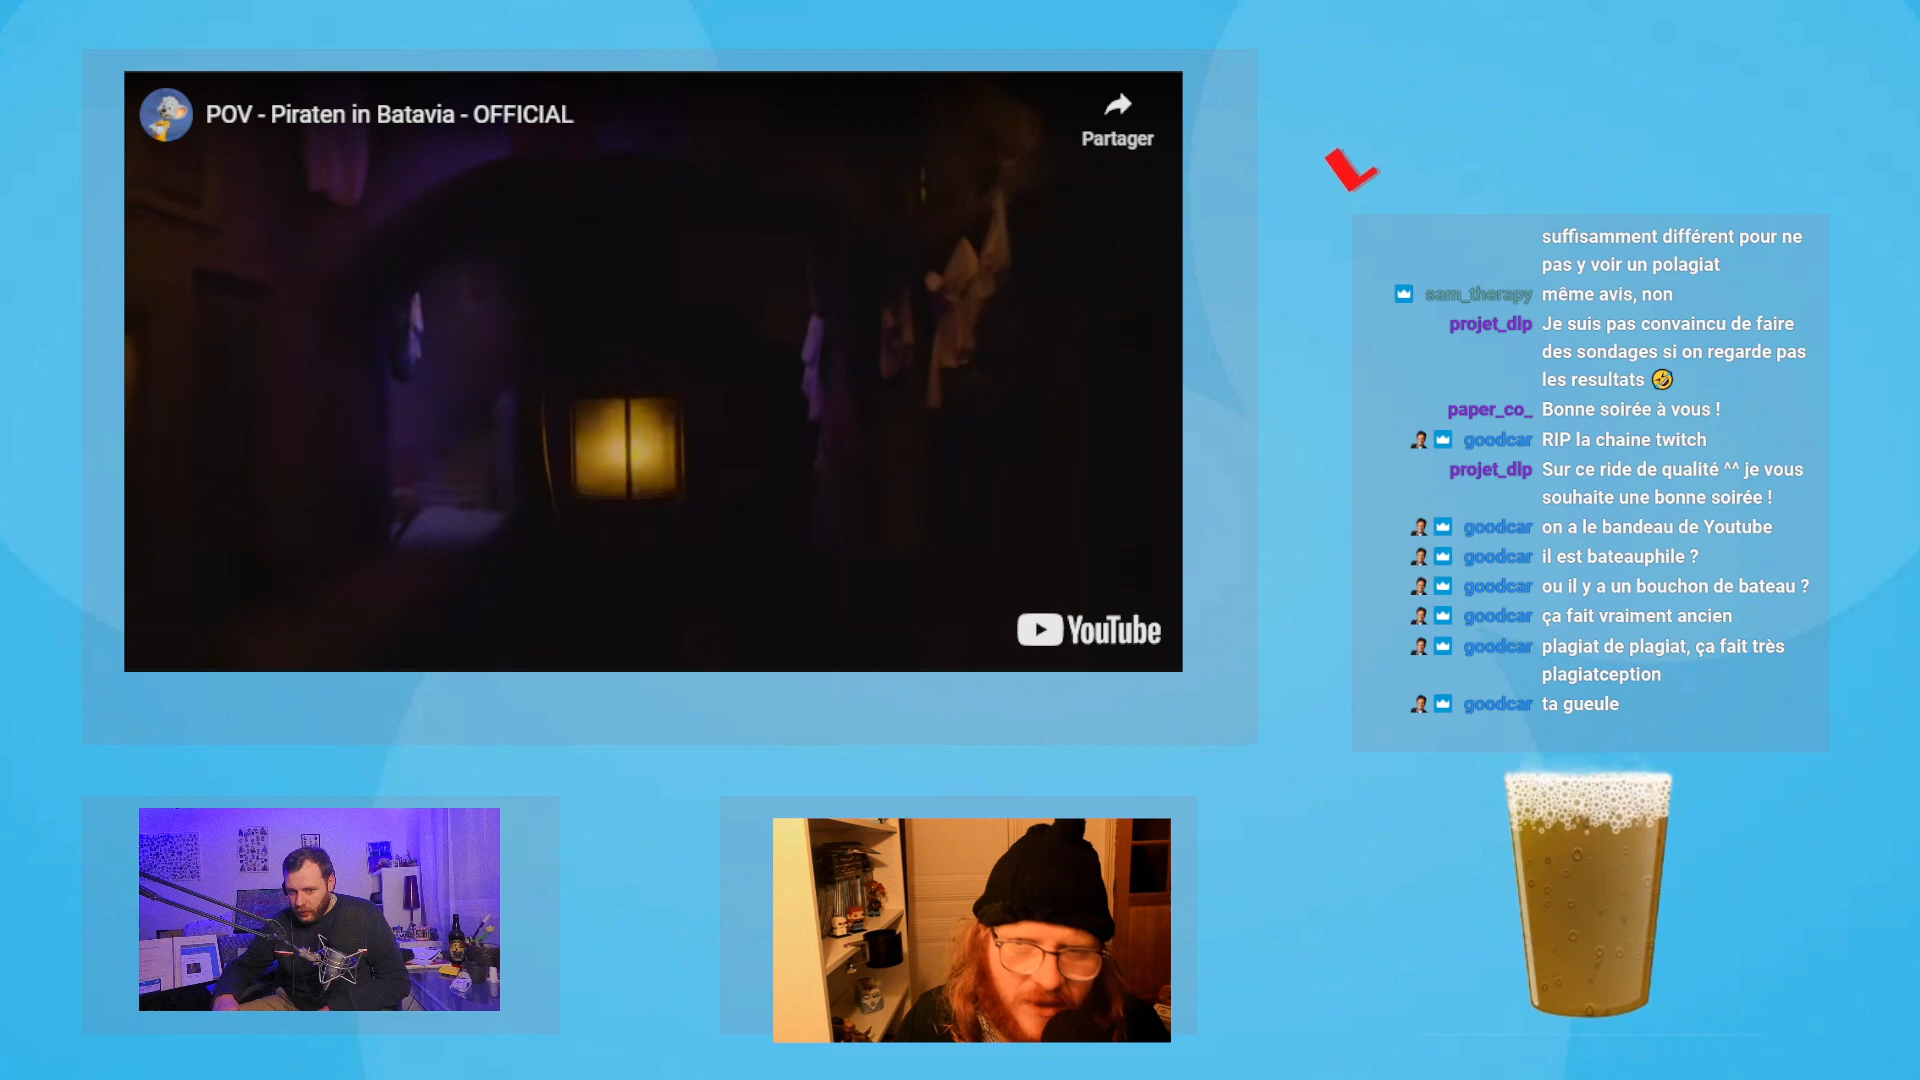 POV - Piraten in Batavia - OFFICIAL
Partager
YouTube
L
suffisamment différent pour ne
pas y voir un polagiat
sam_therapy même avis, non
projet_dlp Je suis pas convaincu de faire
des sondages si on regarde pas
les resultats 🤣
paper_co_ Bonne soirée à vous !
goodcar RIP la chaine twitch
projet_dlp Sur ce ride de qualité ^^ je vous
souhaite une bonne soirée !
goodcar on a le bandeau de Youtube
goodcar il est bateauphile ?
goodcar ou il y a un bouchon de bateau ?
goodcar ça fait vraiment ancien
goodcar plagiat de plagiat, ça fait très
plagiatception
goodcar ta gueule